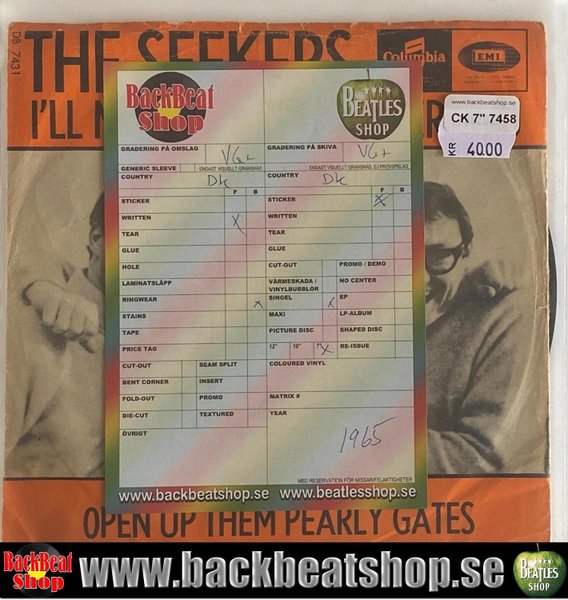 DB 7431
THE SEEKERS
Columbia
EMI
I'LL N
R
www.backbeatshop.se
CK 7" 7458
KR 40.00
BackBeat Shop
BEATLES SHOP
GRADERING PÅ OMSLAG VG+
GRADERING PÅ SKIVA VG+
GENERIC SLEEVE ENDAST VISUELLT GRANSKAD
ENDAST VISUELLT GRANSKAD, EJ PROVSPELAD
COUNTRY DK
COUNTRY DK
F B
F B
STICKER
STICKER X
WRITTEN X
WRITTEN
TEAR
TEAR
GLUE
GLUE
HOLE
CUT-OUT PROMO / DEMO
LAMINATSLÄPP
VÄRMESKADA / VINYLBUBBLOR NO CENTER
RINGWEAR X
SINGEL X EP
STAINS
MAXI LP-ALBUM
TAPE
PICTURE DISC SHAPED DISC
PRICE TAG
12" 10" 7" X RE-ISSUE
CUT-OUT SEAM SPLIT
COLOURED VINYL
BENT CORNER INSERT
FOLD-OUT PROMO
MATRIX #
DIE-CUT TEXTURED
YEAR
ÖVRIGT
1965
MED RESERVATION FÖR MISSAR/FELAKTIGHETER
www.backbeatshop.se www.beatlesshop.se
OPEN UP THEM PEARLY GATES
BackBeat Shop www.backbeatshop.se BEATLES SHOP